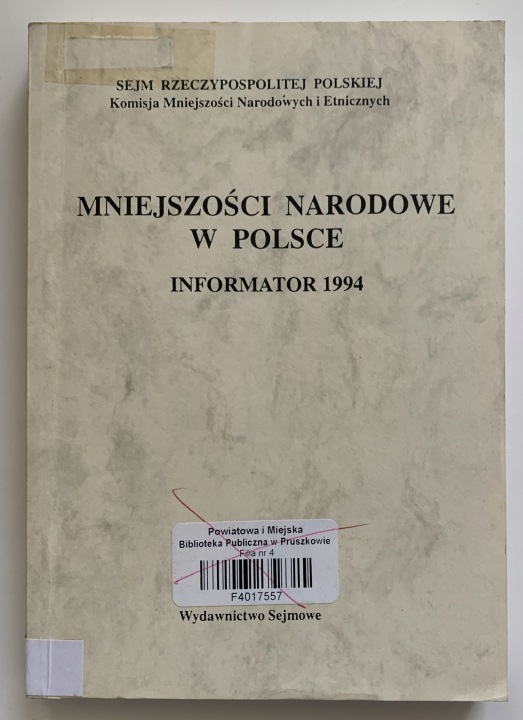 SEJM RZECZYPOSPOLITEJ POLSKIEJ
Komisja Mniejszości Narodowych i Etnicznych
MNIEJSZOŚCI NARODOWE
W POLSCE
INFORMATOR 1994
Powiatowa i Miejska
Biblioteka Publiczna w Pruszkowie
Filia nr 4
F4017557
Wydawnictwo Sejmowe